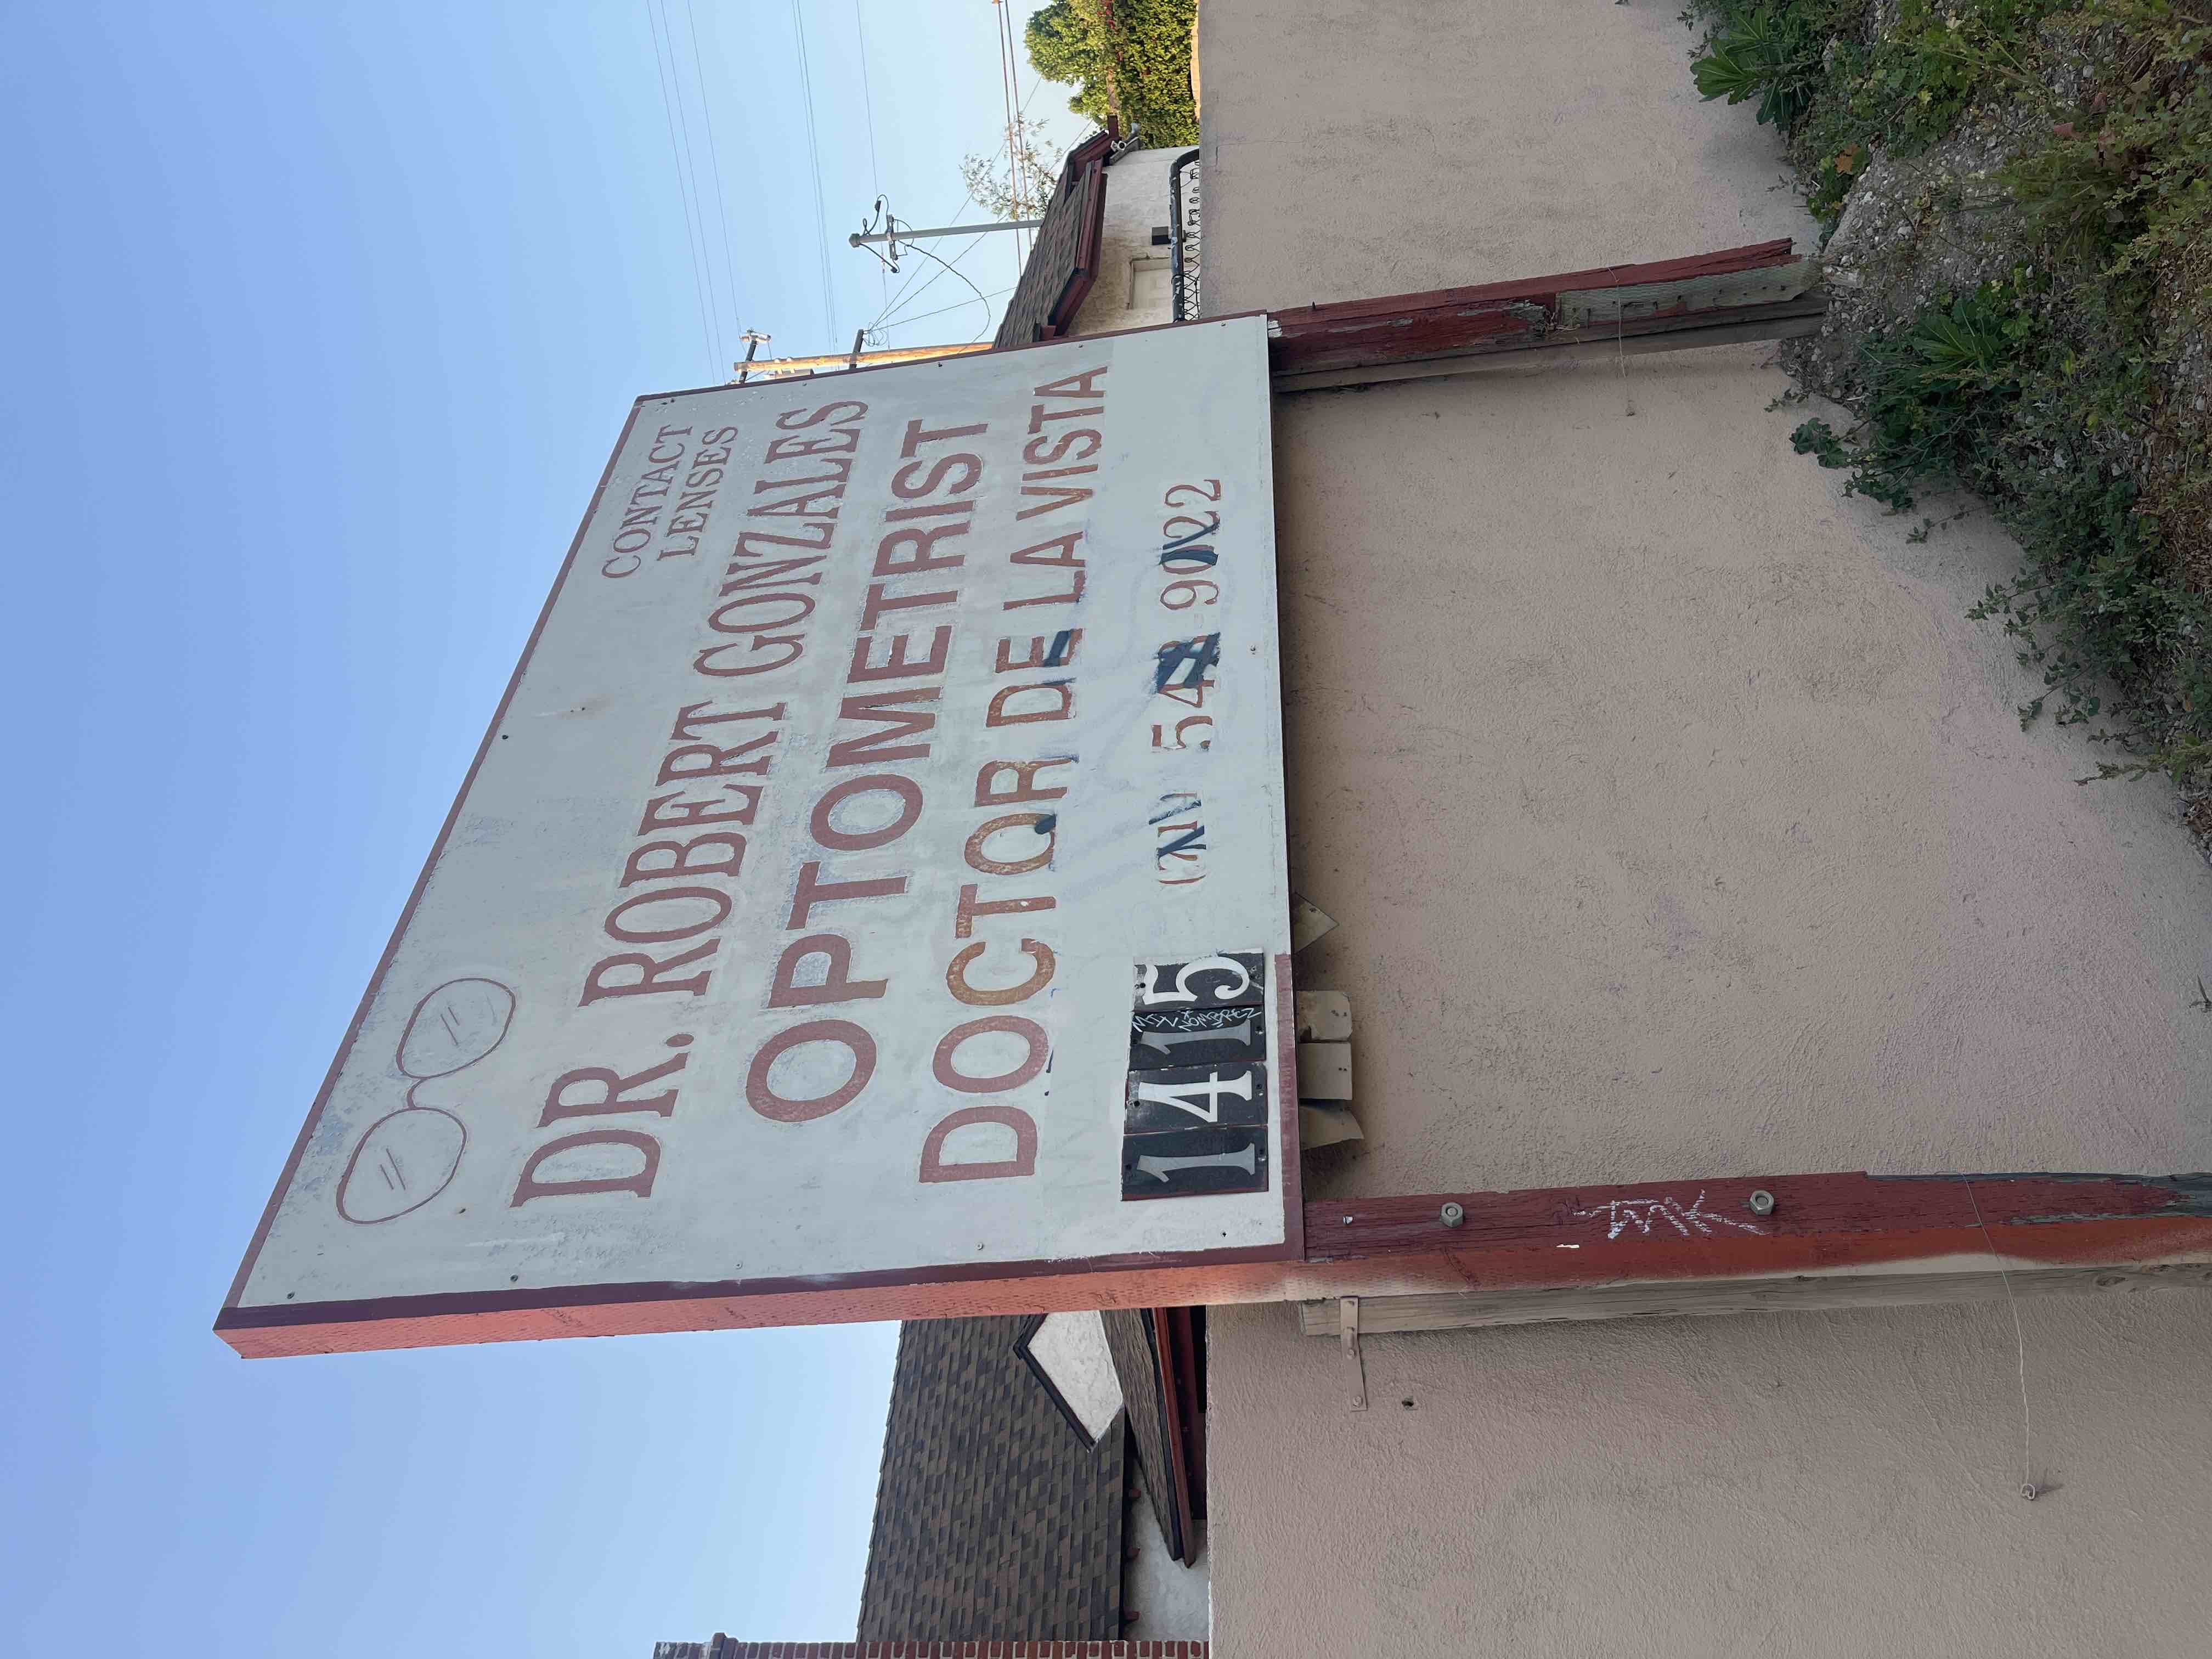 CONTACT
LENSES
DR. ROBERT GONZALES
OPTOMETRIST
DOCTOR DE LA VISTA
1415